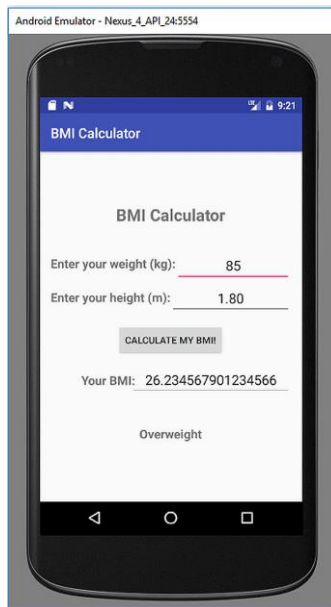 Android Emulator - Nexus_4_API_24:5554
LTE 9:21
BMI Calculator
BMI Calculator
Enter your weight (kg): 85
Enter your height (m): 1.80
CALCULATE MY BMI!
Your BMI: 26.234567901234566
Overweight